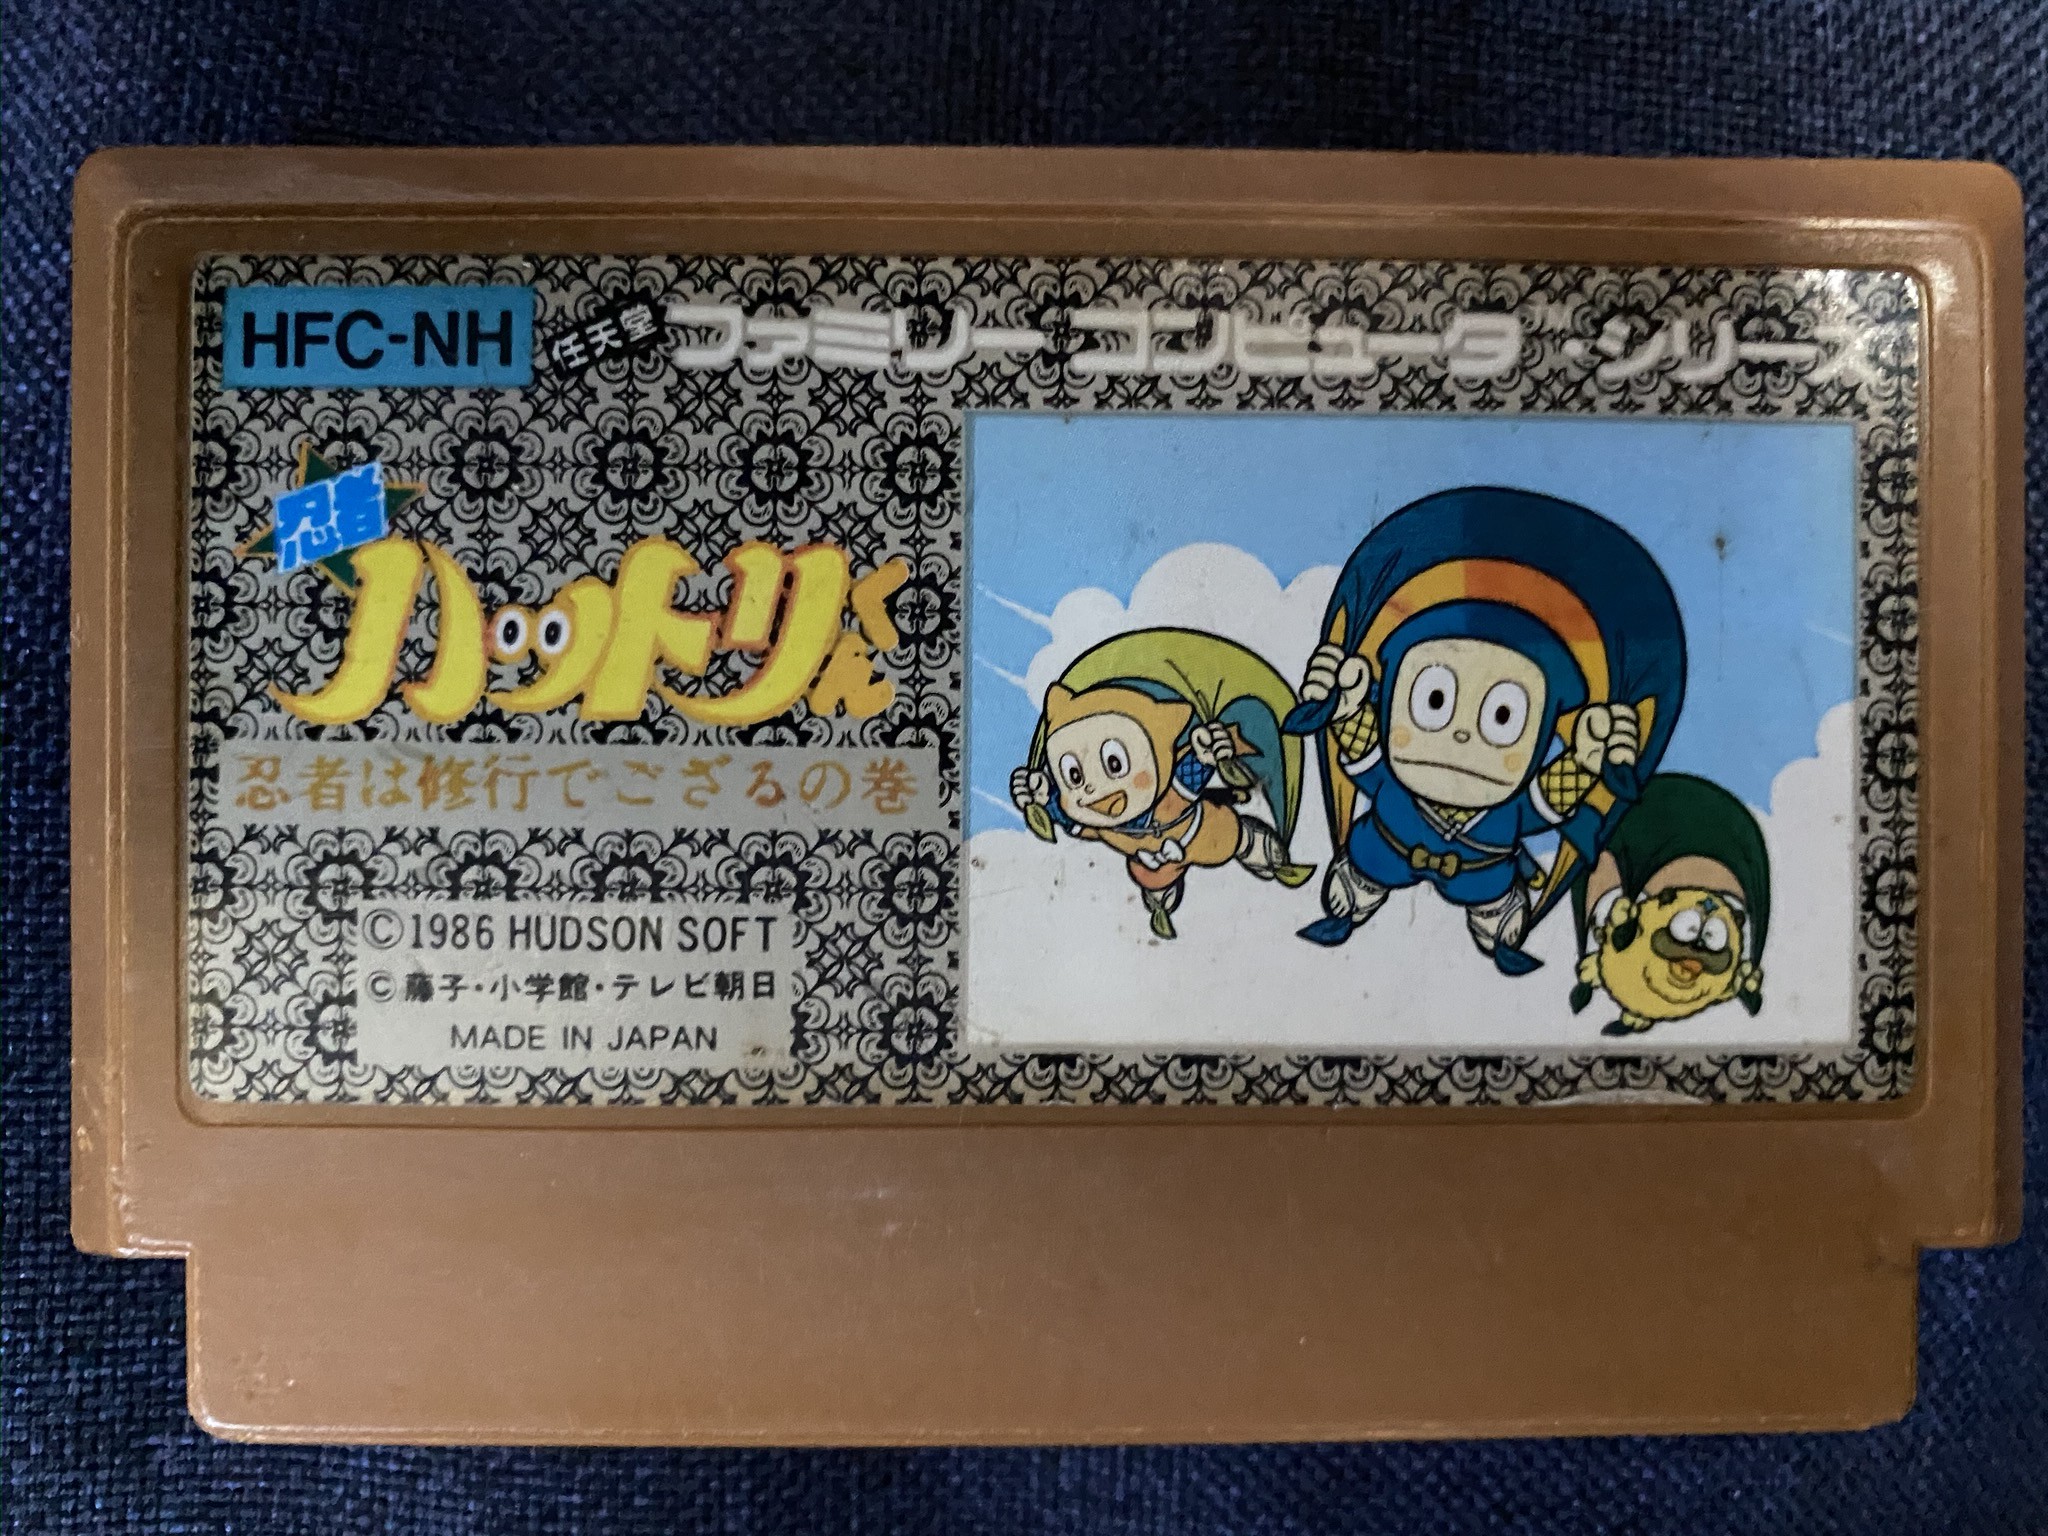 HFC-NH 任天堂 ファミリーコンピュータ・シリーズ
忍者
ハットリくん
忍者は修行でござるの巻
©1986 HUDSON SOFT
©藤子・小学館・テレビ朝日
MADE IN JAPAN